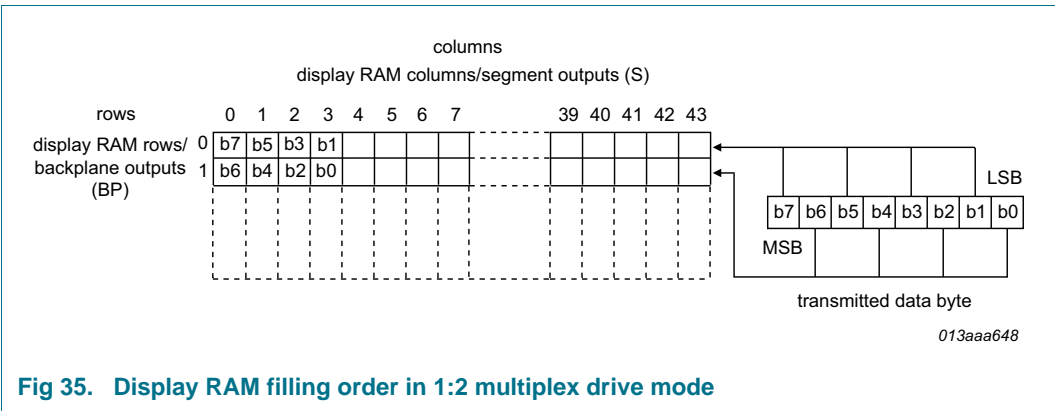 columns
display RAM columns/segment outputs (S)
rows 0 1 2 3 4 5 6 7 39 40 41 42 43
display RAM rows/ 0 b7 b5 b3 b1
backplane outputs 1 b6 b4 b2 b0
(BP)
LSB
b7 b6 b5 b4 b3 b2 b1 b0
MSB
transmitted data byte
013aaa648
Fig 35. Display RAM filling order in 1:2 multiplex drive mode